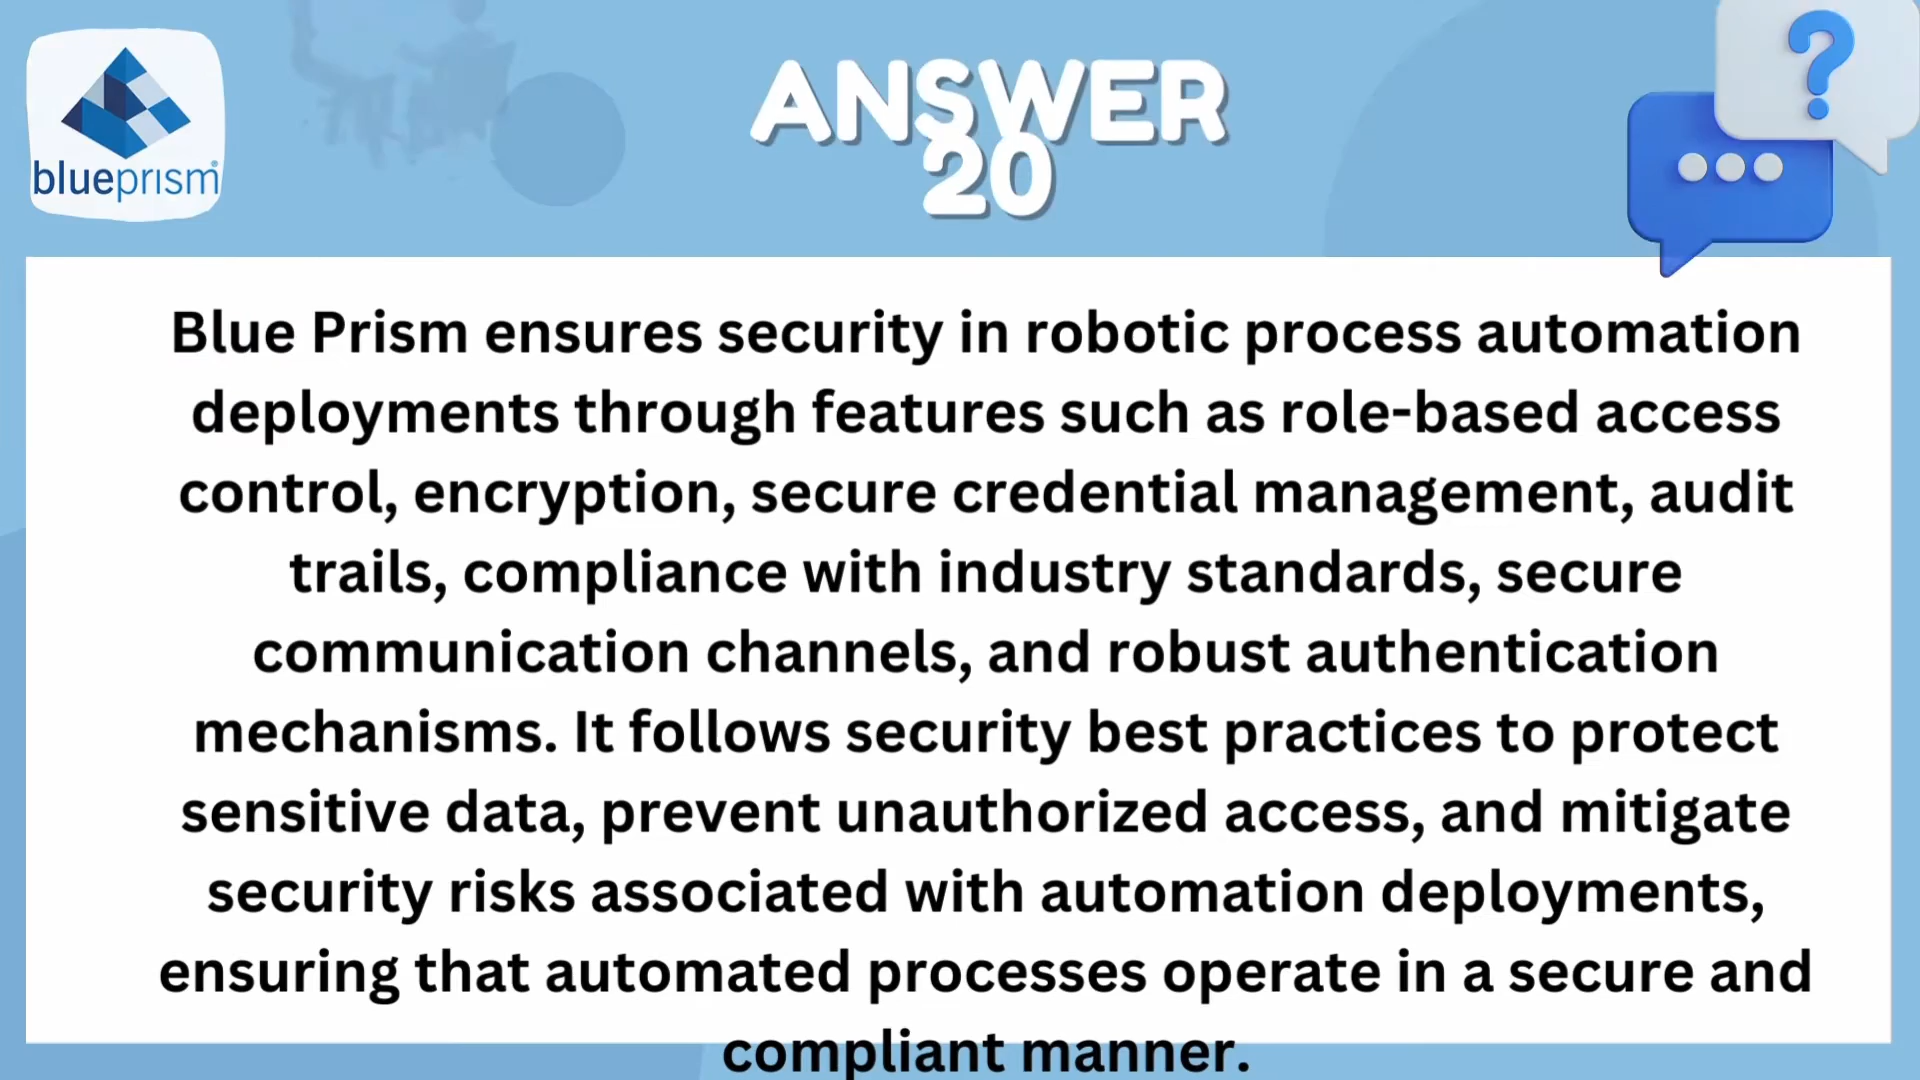 blueprism
ANSWER
20
?
Blue Prism ensures security in robotic process automation
deployments through features such as role-based access
control, encryption, secure credential management, audit
trails, compliance with industry standards, secure
communication channels, and robust authentication
mechanisms. It follows security best practices to protect
sensitive data, prevent unauthorized access, and mitigate
security risks associated with automation deployments,
ensuring that automated processes operate in a secure and
compliant manner.